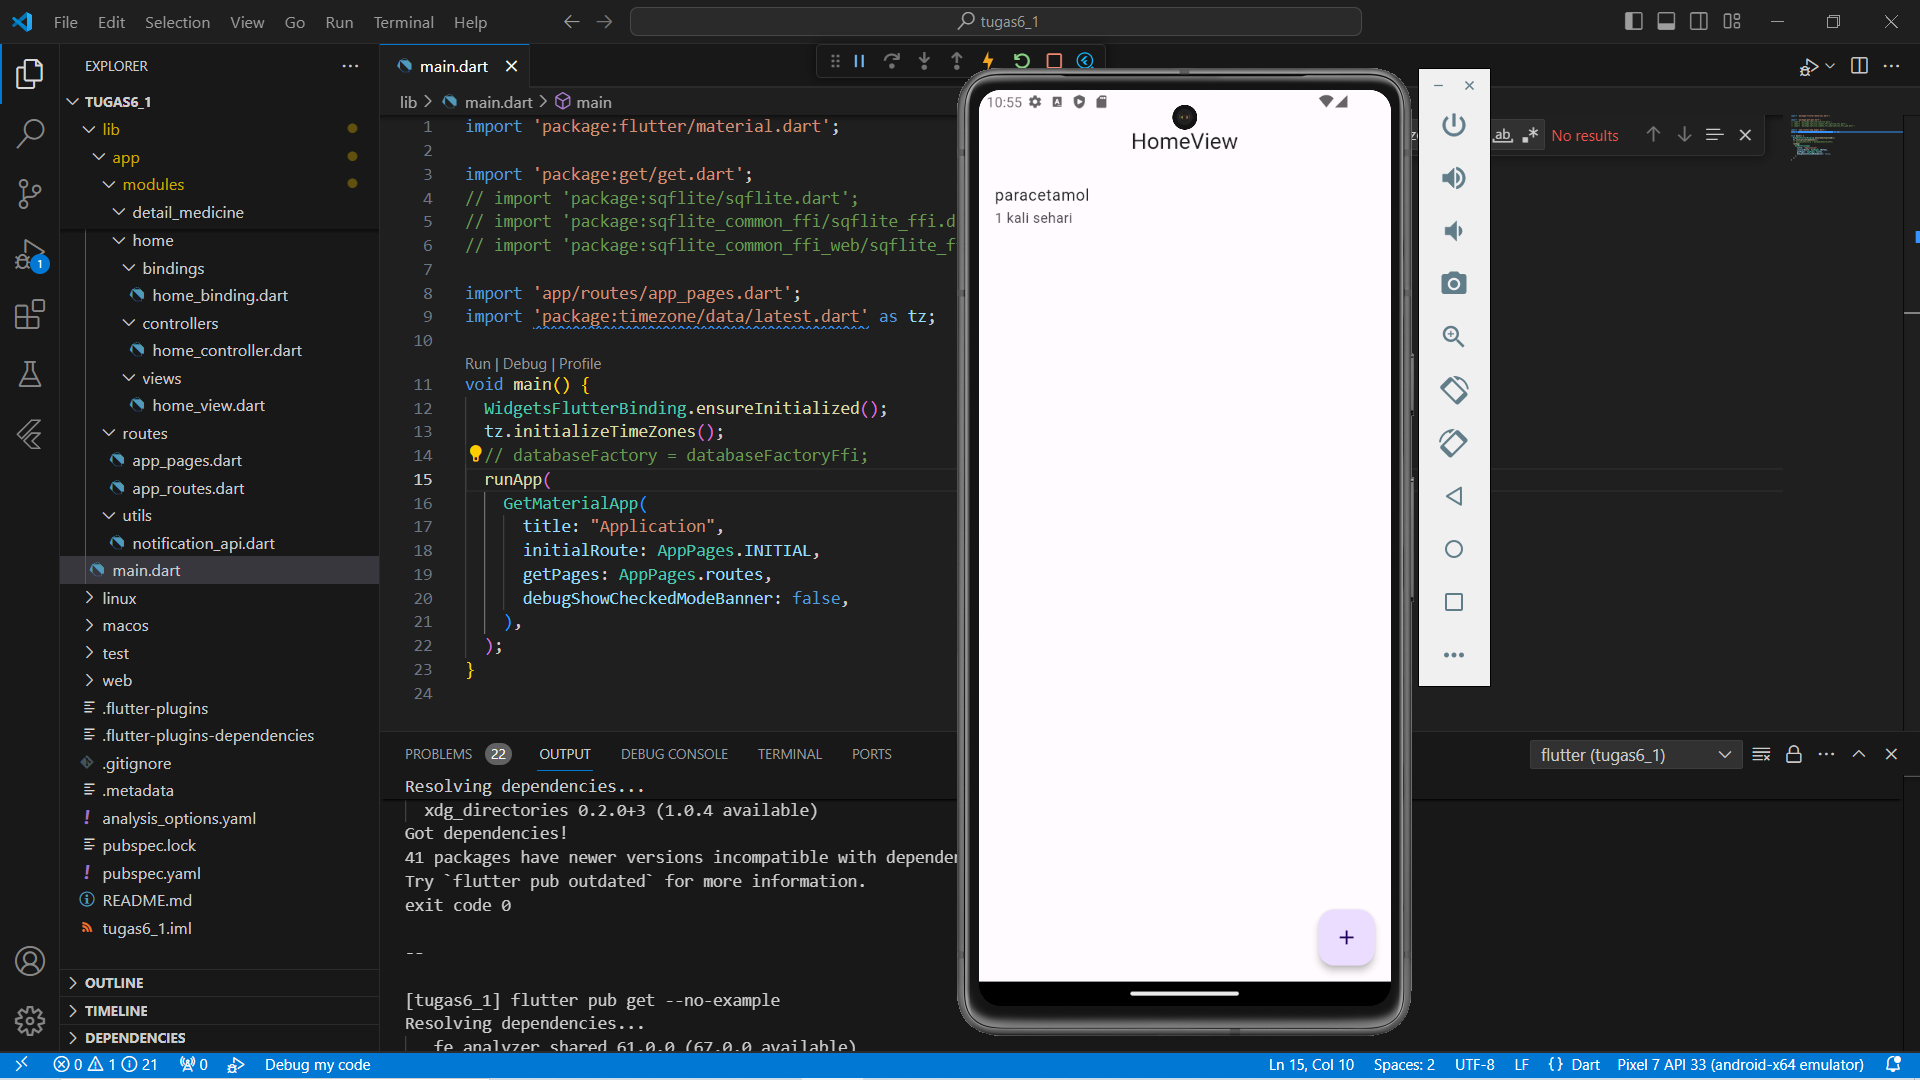 File Edit Selection View Go Run Terminal Help
tugas6_1
EXPLORER
TUGAS6_1
lib
app
modules
detail_medicine
home
bindings
home_binding.dart
controllers
home_controller.dart
views
home_view.dart
routes
app_pages.dart
app_routes.dart
utils
notification_api.dart
main.dart
linux
macos
test
web
.flutter-plugins
.flutter-plugins-dependencies
.gitignore
.metadata
analysis_options.yaml
pubspec.lock
pubspec.yaml
README.md
tugas6_1.iml
OUTLINE
TIMELINE
DEPENDENCIES
1
main.dart
lib > main.dart > main
1 import 'package:flutter/material.dart';
2
3 import 'package:get/get.dart';
4 // import 'package:sqflite/sqflite.dart';
5 // import 'package:sqflite_common_ffi/sqflite_ffi.d
6 // import 'package:sqflite_common_ffi_web/sqflite_f
7
8 import 'app/routes/app_pages.dart';
9 import 'package:timezone/data/latest.dart' as tz;
10
Run | Debug | Profile
11 void main() {
12 WidgetsFlutterBinding.ensureInitialized();
13 tz.initializeTimeZones();
14 // databaseFactory = databaseFactoryFfi;
15 runApp(
16 GetMaterialApp(
17 title: "Application",
18 initialRoute: AppPages.INITIAL,
19 getPages: AppPages.routes,
20 debugShowCheckedModeBanner: false,
21 ),
22 );
23 }
24
ab
No results
10:55
HomeView
paracetamol
1 kali sehari
+
PROBLEMS 22 OUTPUT DEBUG CONSOLE TERMINAL PORTS
flutter (tugas6_1)
Resolving dependencies...
xdg_directories 0.2.0+3 (1.0.4 available)
Got dependencies!
41 packages have newer versions incompatible with depender
Try `flutter pub outdated` for more information.
exit code 0
--
[tugas6_1] flutter pub get --no-example
Resolving dependencies...
_fe_analyzer_shared 61.0.0 (67.0.0 available)
0 1 21 0 Debug my code Ln 15, Col 10 Spaces: 2 UTF-8 LF {} Dart Pixel 7 API 33 (android-x64 emulator)